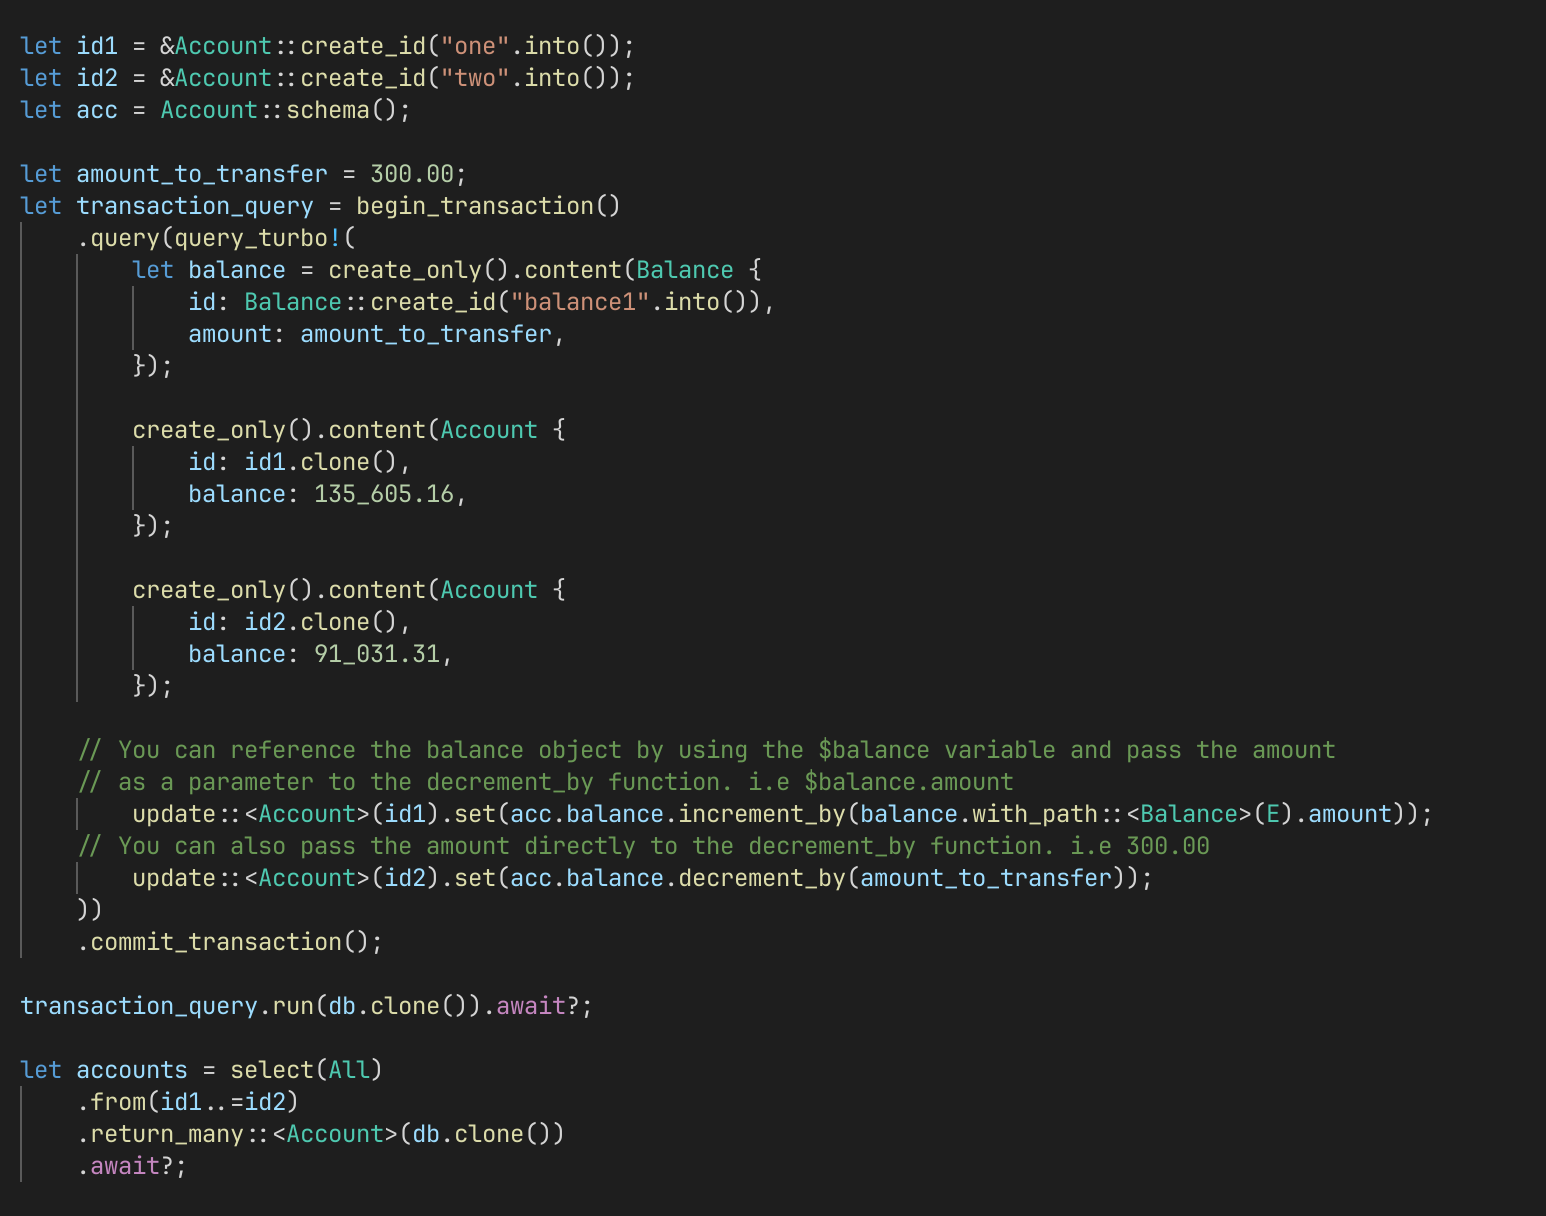 let id1 = &Account::create_id("one".into());
let id2 = &Account::create_id("two".into());
let acc = Account::schema();

let amount_to_transfer = 300.00;
let transaction_query = begin_transaction()
    .query(query_turbo!(
        let balance = create_only().content(Balance {
            id: Balance::create_id("balance1".into()),
            amount: amount_to_transfer,
        });

        create_only().content(Account {
            id: id1.clone(),
            balance: 135_605.16,
        });

        create_only().content(Account {
            id: id2.clone(),
            balance: 91_031.31,
        });

    // You can reference the balance object by using the $balance variable and pass the amount
    // as a parameter to the decrement_by function. i.e $balance.amount
        update::<Account>(id1).set(acc.balance.increment_by(balance.with_path::<Balance>(E).amount));
    // You can also pass the amount directly to the decrement_by function. i.e 300.00
        update::<Account>(id2).set(acc.balance.decrement_by(amount_to_transfer));
    ))
    .commit_transaction();

transaction_query.run(db.clone()).await?;

let accounts = select(All)
    .from(id1..=id2)
    .return_many::<Account>(db.clone())
    .await?;